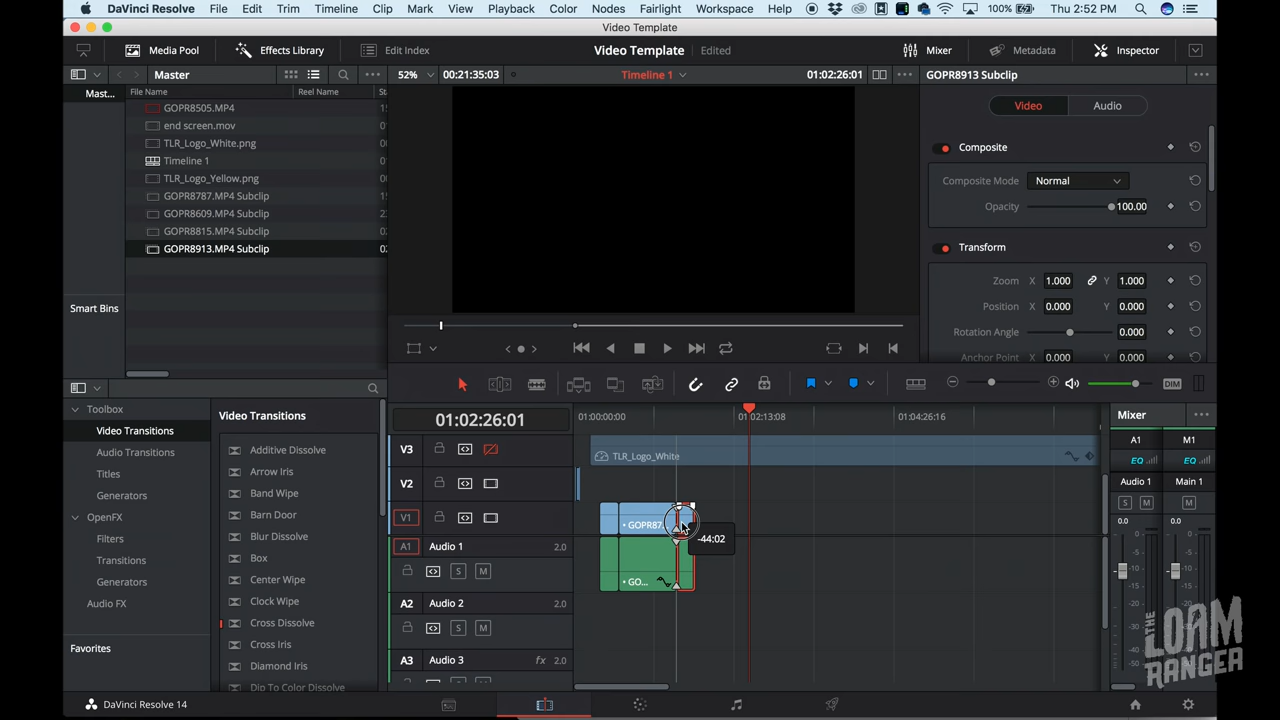 DaVinci Resolve File Edit Trim Timeline Clip Mark View Playback Color Nodes Fairlight Workspace Help 100% Thu 2:52 PM
Video Template
Media Pool Effects Library Edit Index Video Template Edited Mixer Metadata Inspector
Master 52% 00:21:35:03 Timeline 1 01:02:26:01 GOPR8913.MP4 Subclip
Mast... File Name Reel Name
GOPR8505.MP4
end screen.mov
TLR_Logo_White.png
Timeline 1
TLR_Logo_Yellow.png
GOPR8787.MP4 Subclip
GOPR8609.MP4 Subclip
GOPR8815.MP4 Subclip
GOPR8913.MP4 Subclip
Smart Bins
Video Audio
Composite
Composite Mode Normal
Opacity 100.00
Transform
Zoom X 1.000 Y 1.000
Position X 0.000 Y 0.000
Rotation Angle 0.000
Anchor Point X 0.000 Y 0.000
DIM
Toolbox
Video Transitions
Audio Transitions
Titles
Generators
OpenFX
Filters
Transitions
Generators
Audio FX
Favorites
Video Transitions
Additive Dissolve
Arrow Iris
Band Wipe
Barn Door
Blur Dissolve
Box
Center Wipe
Clock Wipe
Cross Dissolve
Cross Iris
Diamond Iris
Dip To Color Dissolve
01:02:26:01 01:00:00:00 01:02:13:08 01:04:26:16
V3 TLR_Logo_White
V2
V1 • GOPR87...
-44:02
A1 Audio 1 2.0
S M • GO...
A2 Audio 2 2.0
S M
A3 Audio 3 fx 2.0
Mixer
A1 M1
EQ EQ
Audio 1 Main 1
S M M
0.0 0.0
THE
LOAM
RANGER
DaVinci Resolve 14